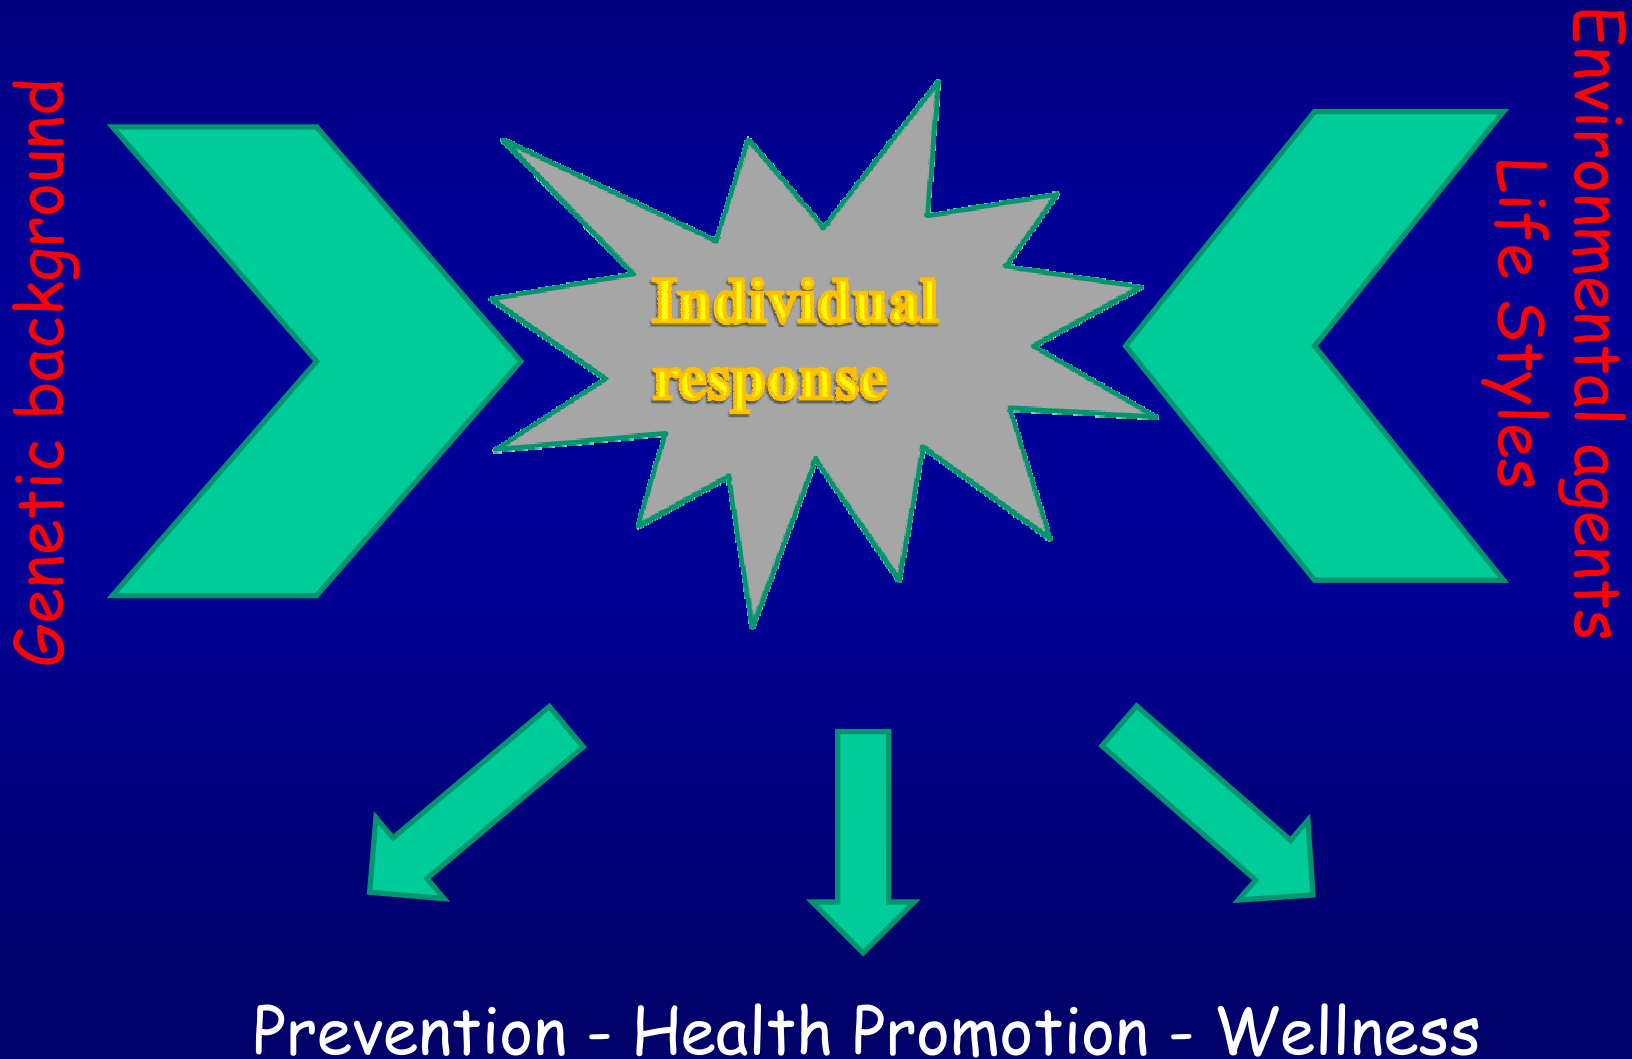 Genetic background
Individual
response
Environmental agents
Life Styles
Prevention - Health Promotion - Wellness